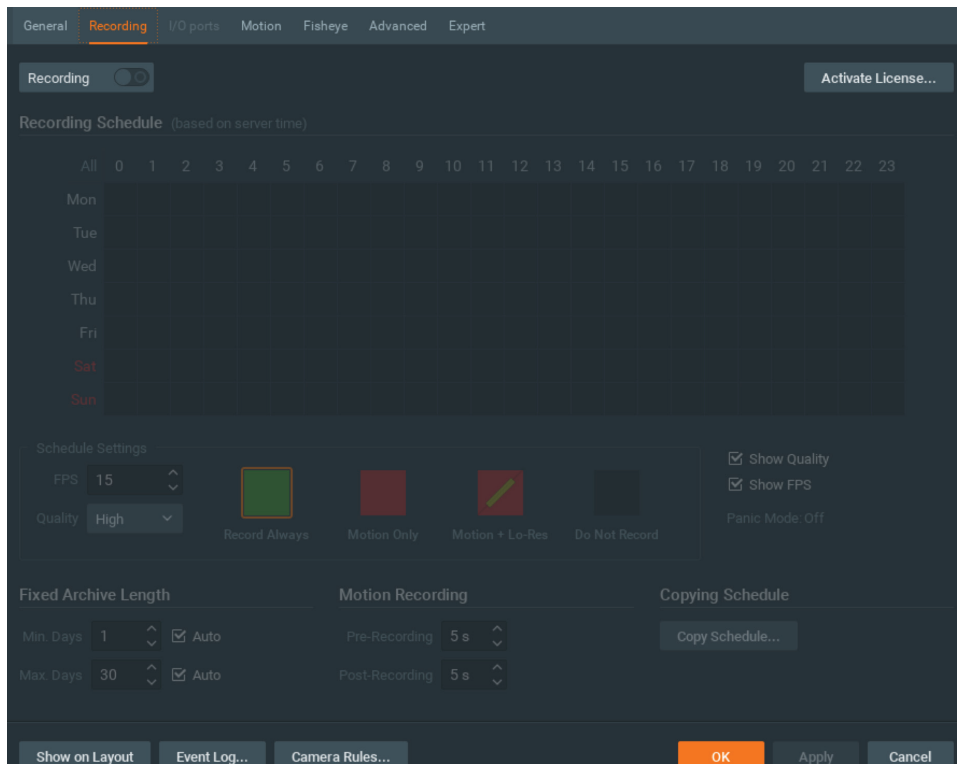 General Recording I/O ports Motion Fisheye Advanced Expert
Recording Activate License...
Recording Schedule (based on server time)
All 0 1 2 3 4 5 6 7 8 9 10 11 12 13 14 15 16 17 18 19 20 21 22 23
Mon
Tue
Wed
Thu
Fri
Sat
Sun
Schedule Settings
FPS 15
Quality High
Record Always Motion Only Motion + Lo-Res Do Not Record
Show Quality
Show FPS
Panic Mode: Off
Fixed Archive Length Motion Recording Copying Schedule
Min. Days 1 Auto Pre-Recording 5 s Copy Schedule...
Max. Days 30 Auto Post-Recording 5 s
Show on Layout Event Log... Camera Rules... OK Apply Cancel